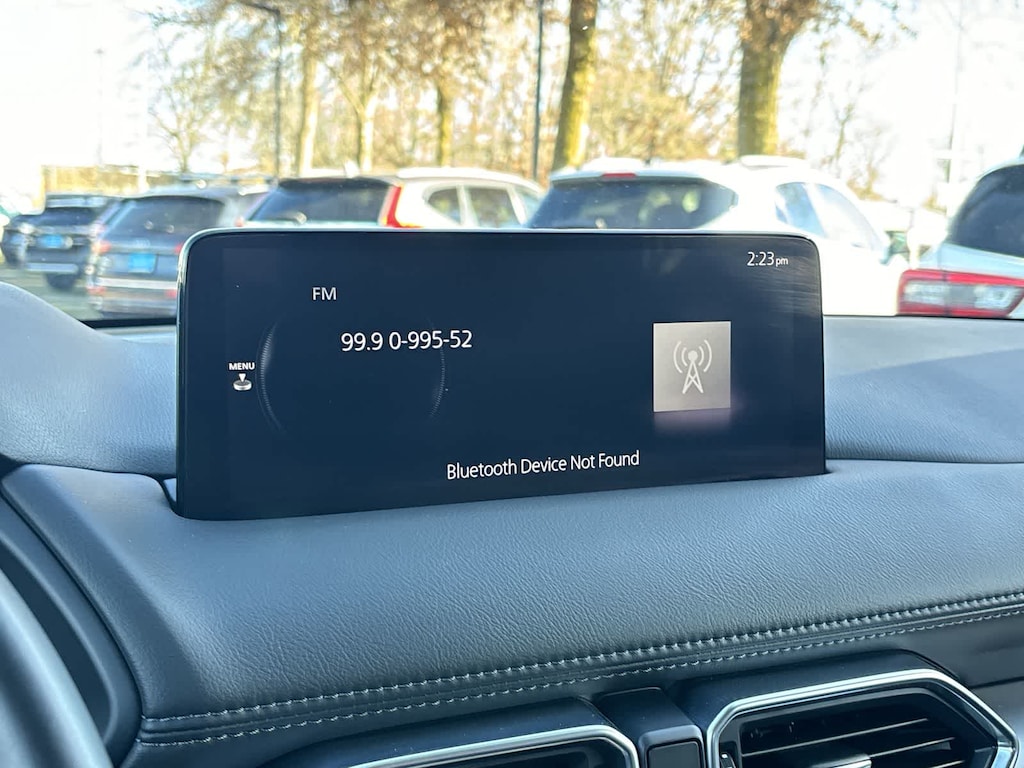 2:23pm
FM
99.9 0-995-52
MENU
Bluetooth Device Not Found